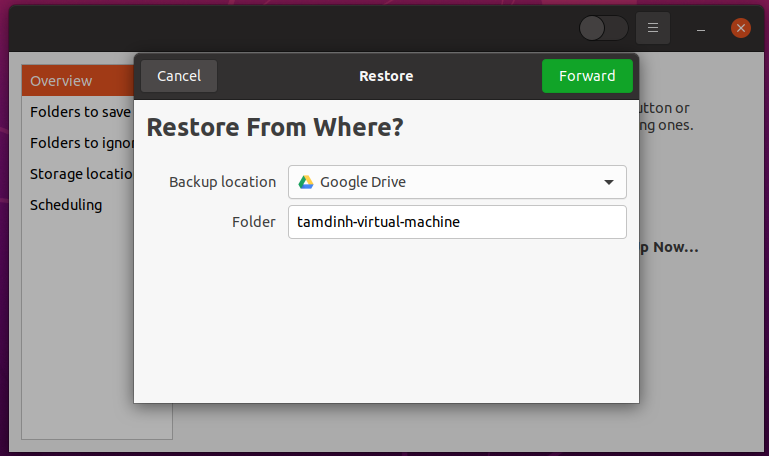 Cancel
Restore
Forward
Overview
Folders to save
Folders to ignor
Storage locatio
Scheduling
utton or
ng ones.
Restore From Where?
Backup location
Google Drive
Folder
tamdinh-virtual-machine
p Now...